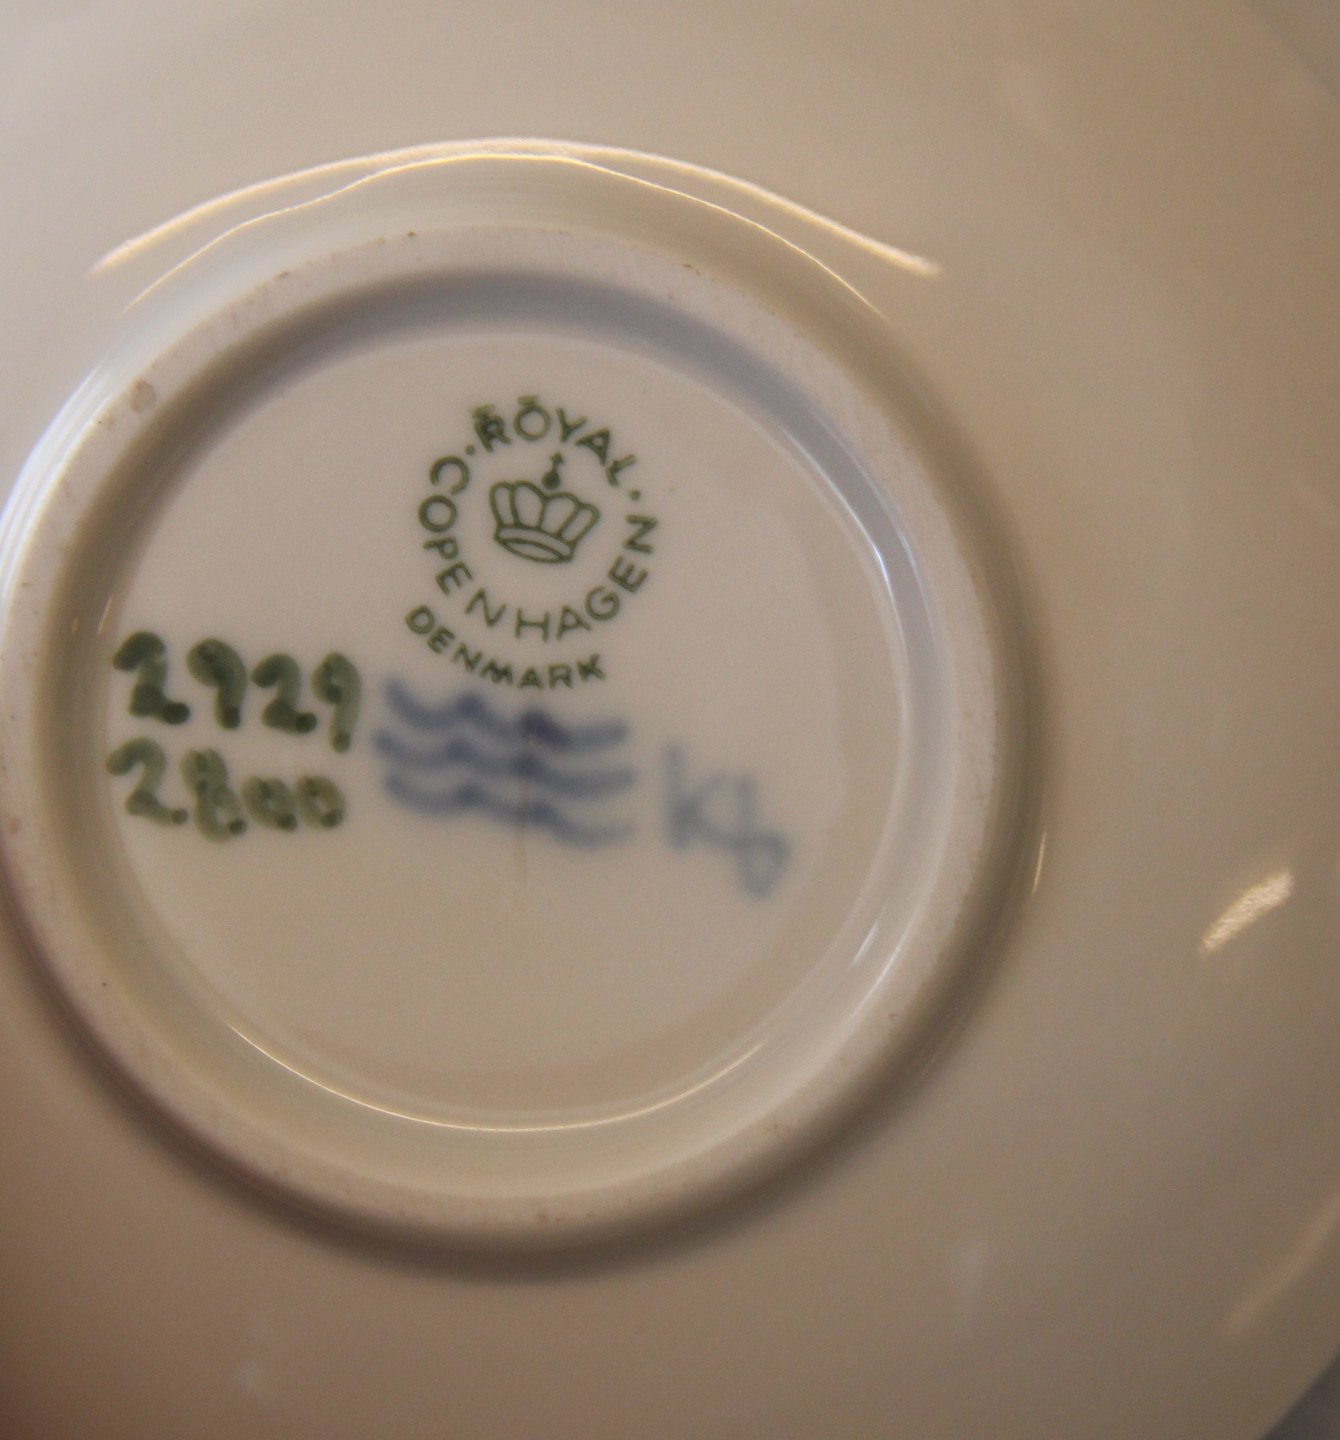 ROYAL
COPENHAGEN
DENMARK
2929
2800